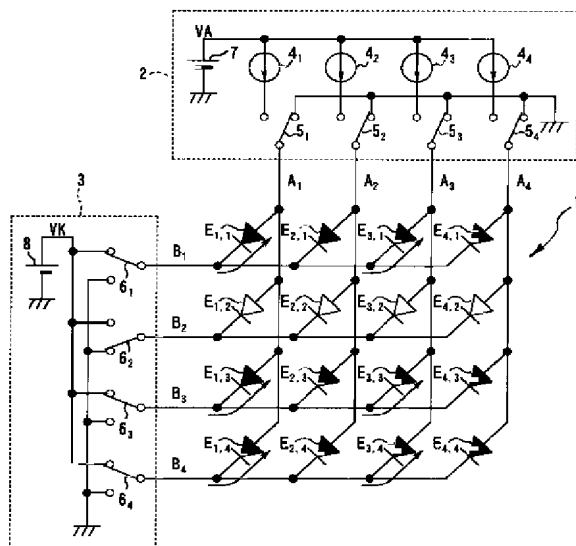 VA
7
4₁ 4₂ 4₃ 4₄
2
5₁ 5₂ 5₃ 5₄
A₁ A₂ A₃ A₄
3
VK
8
B₁ E₁,₁ E₂,₁ E₃,₁ E₄,₁
6₁
B₂ E₁,₂ E₂,₂ E₃,₂ E₄,₂
6₂
B₃ E₁,₃ E₂,₃ E₃,₃ E₄,₃
6₃
B₄ E₁,₄ E₂,₄ E₃,₄ E₄,₄
6₄